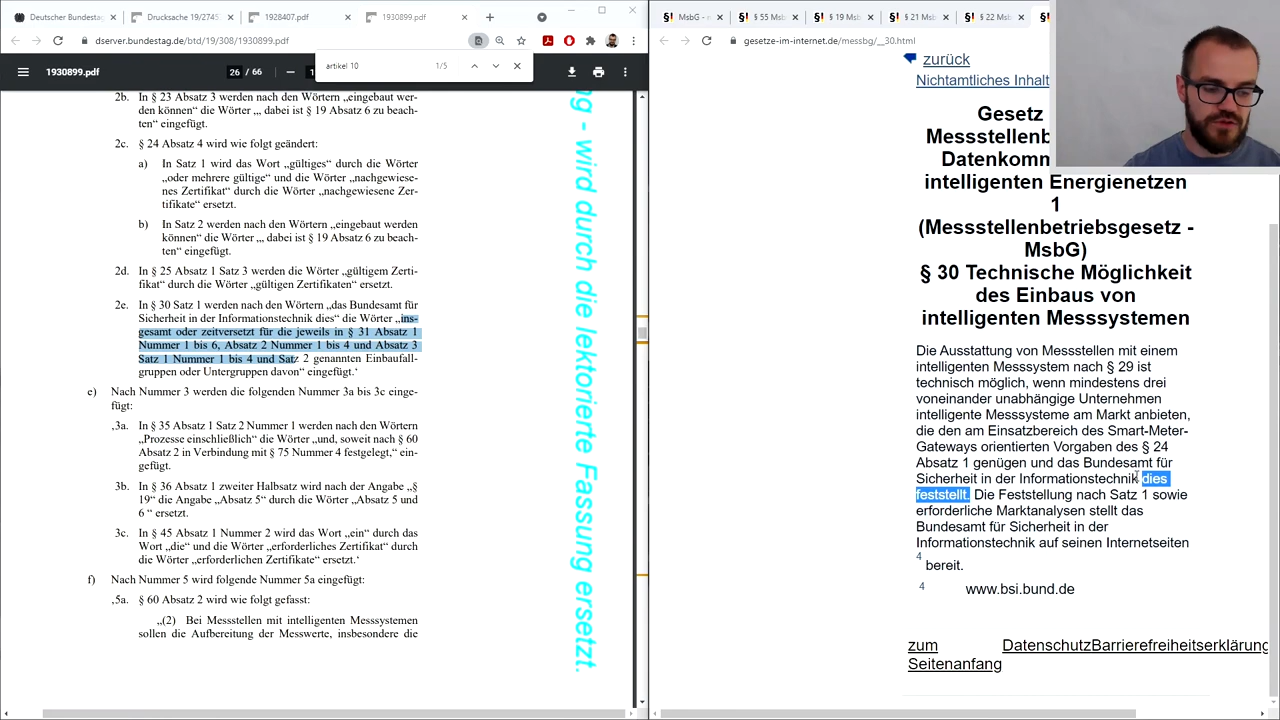 Deutscher Bundestag
Drucksache 19/2745
1928407.pdf
1930899.pdf
dserver.bundestag.de/btd/19/308/1930899.pdf
1930899.pdf
26 / 66
artikel 10
1/5
2b. In § 23 Absatz 3 werden nach den Wörtern „eingebaut wer-
den können“ die Wörter „, dabei ist § 19 Absatz 6 zu beach-
ten“ eingefügt.
2c. § 24 Absatz 4 wird wie folgt geändert:
a) In Satz 1 wird das Wort „gültiges“ durch die Wörter
„oder mehrere gültige“ und die Wörter „nachgewiese-
nes Zertifikat“ durch die Wörter „nachgewiesene Zer-
tifikate“ ersetzt.
b) In Satz 2 werden nach den Wörtern „eingebaut werden
können“ die Wörter „, dabei ist § 19 Absatz 6 zu beach-
ten“ eingefügt.
2d. In § 25 Absatz 1 Satz 3 werden die Wörter „gültigem Zerti-
fikat“ durch die Wörter „gültigen Zertifikaten“ ersetzt.
2e. In § 30 Satz 1 werden nach den Wörtern „das Bundesamt für
Sicherheit in der Informationstechnik dies“ die Wörter „ins-
gesamt oder zeitversetzt für die jeweils in § 31 Absatz 1
Nummer 1 bis 6, Absatz 2 Nummer 1 bis 4 und Absatz 3
Satz 1 Nummer 1 bis 4 und Satz 2 genannten Einbaufall-
gruppen oder Untergruppen davon“ eingefügt.‘
e) Nach Nummer 3 werden die folgenden Nummer 3a bis 3c einge-
fügt:
‚3a. In § 35 Absatz 1 Satz 2 Nummer 1 werden nach den Wörtern
„Prozesse einschließlich“ die Wörter „und, soweit nach § 60
Absatz 2 in Verbindung mit § 75 Nummer 4 festgelegt,“ ein-
gefügt.
3b. In § 36 Absatz 1 zweiter Halbsatz wird nach der Angabe „§
19“ die Angabe „Absatz 5“ durch die Wörter „Absatz 5 und
6 “ ersetzt.
3c. In § 45 Absatz 1 Nummer 2 wird das Wort „ein“ durch das
Wort „die“ und die Wörter „erforderliches Zertifikat“ durch
die Wörter „erforderlichen Zertifikate“ ersetzt.‘
f) Nach Nummer 5 wird folgende Nummer 5a eingefügt:
‚5a. § 60 Absatz 2 wird wie folgt gefasst:
„(2) Bei Messstellen mit intelligenten Messsystemen
sollen die Aufbereitung der Messwerte, insbesondere die
ng - wird durch die lektorierte Fassung ersetzt.
MsbG - n
§ 55 Msb
§ 19 Msb
§ 21 Msb
§ 22 Msb
gesetze-im-internet.de/messbg/__30.html
zurück
Nichtamtliches Inhalt
Gesetz
Messstellenb
Datenkomm
intelligenten Energienetzen
1
(Messstellenbetriebsgesetz -
MsbG)
§ 30 Technische Möglichkeit
des Einbaus von
intelligenten Messsystemen
Die Ausstattung von Messstellen mit einem
intelligenten Messsystem nach § 29 ist
technisch möglich, wenn mindestens drei
voneinander unabhängige Unternehmen
intelligente Messsysteme am Markt anbieten,
die den am Einsatzbereich des Smart-Meter-
Gateways orientierten Vorgaben des § 24
Absatz 1 genügen und das Bundesamt für
Sicherheit in der Informationstechnik dies
feststellt. Die Feststellung nach Satz 1 sowie
erforderliche Marktanalysen stellt das
Bundesamt für Sicherheit in der
Informationstechnik auf seinen Internetseiten
4
bereit.
4 www.bsi.bund.de
zum DatenschutzBarrierefreiheitserklärung
Seitenanfang